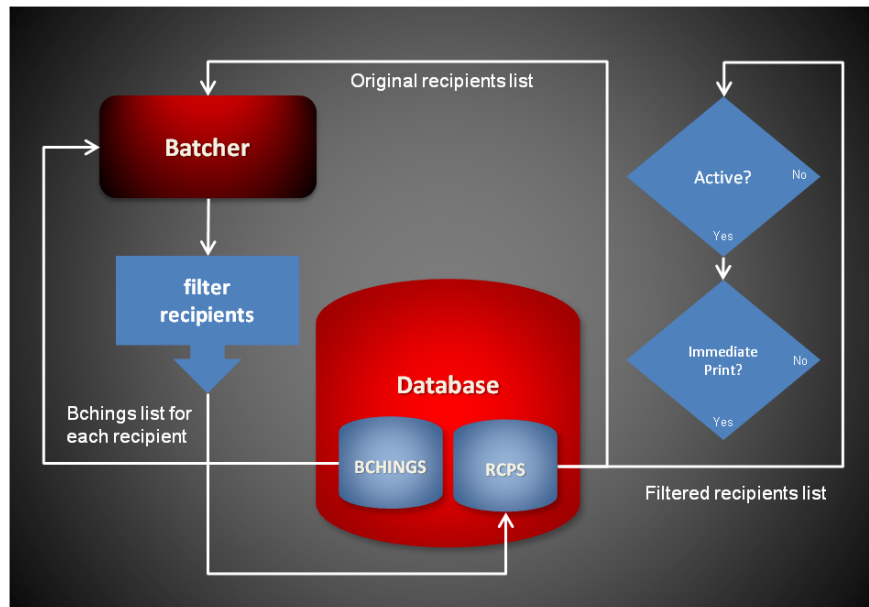 Original recipients list
Batcher
Active?
No
Yes
filter
recipients
Immediate
Print?
No
Yes
Database
Bchings list for
each recipient
BCHINGS
RCPS
Filtered recipients list